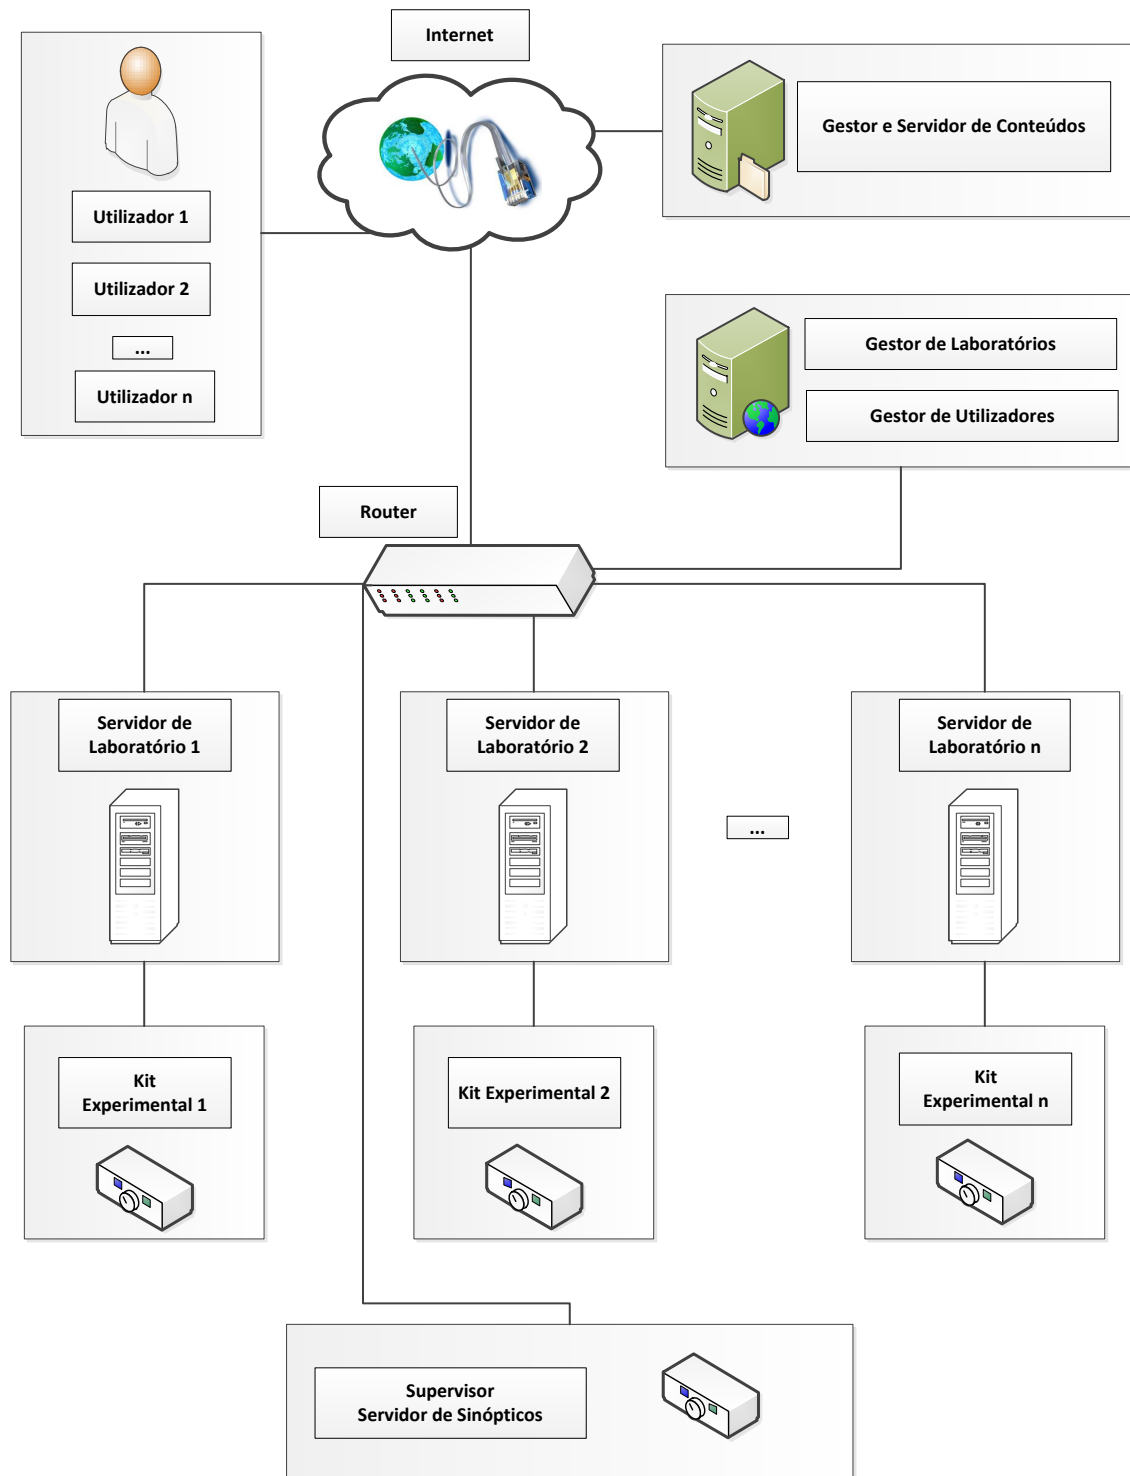 Internet
Gestor e Servidor de Conteúdos
Utilizador 1
Utilizador 2
...
Utilizador n
Gestor de Laboratórios
Gestor de Utilizadores
Router
Servidor de
Laboratório 1
Servidor de
Laboratório 2
...
Servidor de
Laboratório n
Kit
Experimental 1
Kit Experimental 2
Kit
Experimental n
Supervisor
Servidor de Sinópticos